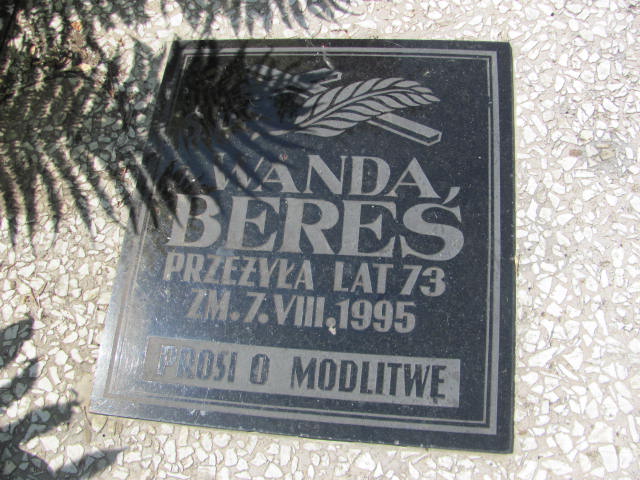 WANDA
BEREŚ
PRZEŻYŁA LAT 73
ZM. 7. VIII. 1995
PROSI O MODLITWĘ